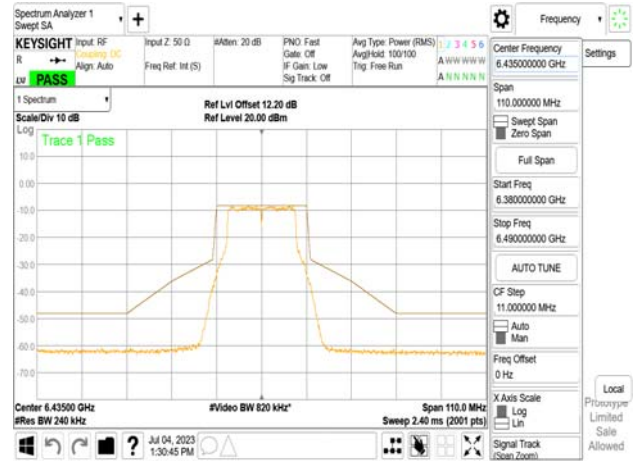 Spectrum Analyzer 1
Swept SA
+
Frequency
KEYSIGHT
R
LV PASS
Input: RF
Coupling: DC
Align: Auto
Input Z: 50 Ω
Freq Ref: Int (S)
#Atten: 20 dB
PNO: Fast
Gate: Off
IF Gain: Low
Sig Track: Off
Avg Type: Power (RMS)
Avg|Hold: 100/100
Trig: Free Run
1 2 3 4 5 6
A W W W W W
A N N N N N
1 Spectrum
Scale/Div 10 dB
Ref Lvl Offset 12.20 dB
Ref Level 20.00 dBm
Log
Trace 1 Pass
10.0
0.00
-10.0
-20.0
-30.0
-40.0
-50.0
-60.0
-70.0
Center 6.43500 GHz
#Video BW 820 kHz*
Span 110.0 MHz
#Res BW 240 kHz
Sweep 2.40 ms (2001 pts)
Jul 04, 2023
1:30:45 PM
Center Frequency
6.435000000 GHz
Settings
Span
110.000000 MHz
Swept Span
Zero Span
Full Span
Start Freq
6.380000000 GHz
Stop Freq
6.490000000 GHz
AUTO TUNE
CF Step
11.000000 MHz
Auto
Man
Freq Offset
0 Hz
X Axis Scale
Log
Lin
Signal Track
(Span Zoom)
Local
Prototype
Limited
Sale
Allowed